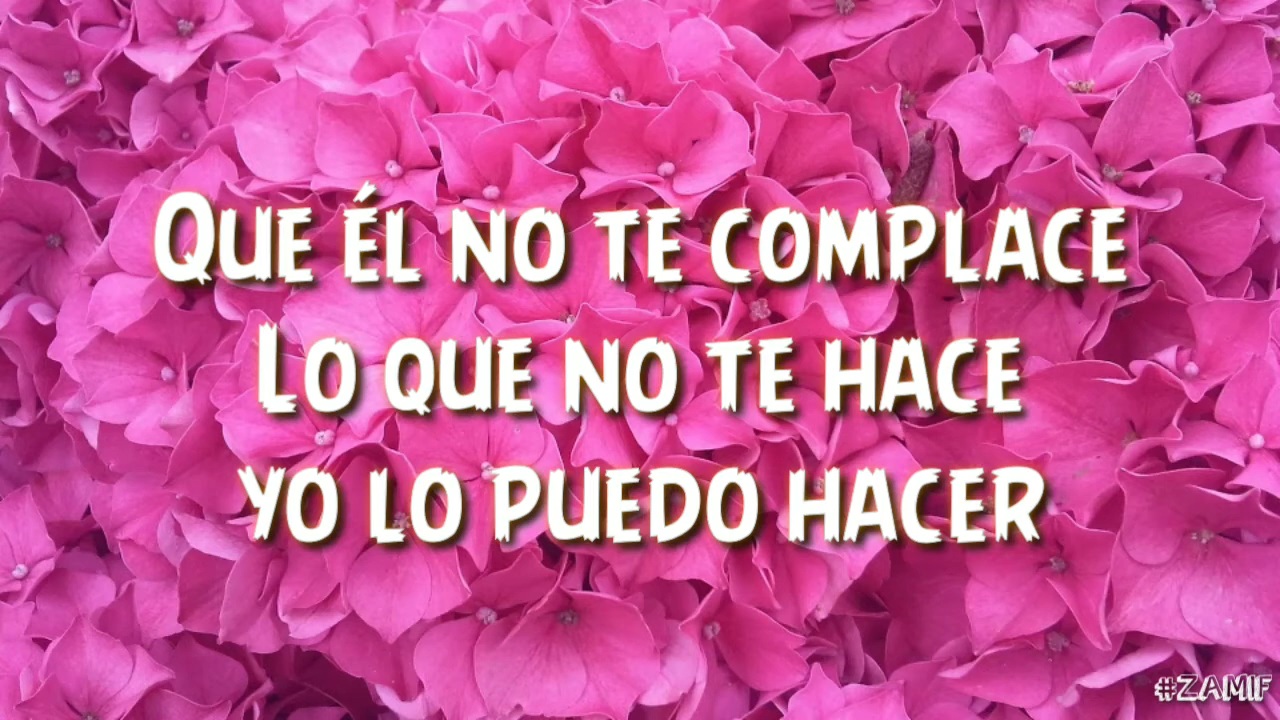 Que él no te complace
Lo que no te hace
yo lo puedo hacer
#ZAMIF